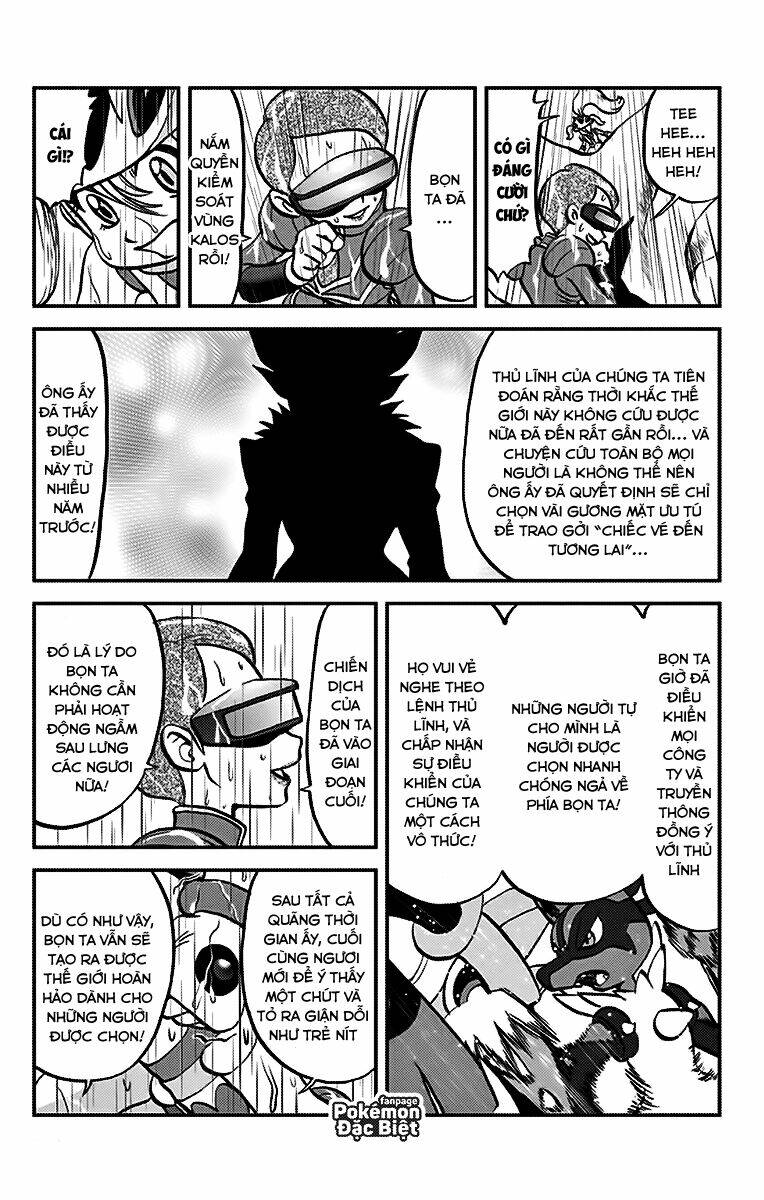 TEE
HEE...
HEH HEH
HEH!
CÓ GÌ
ĐÁNG
CƯỜI
CHỨ?
BỌN
TA ĐÃ
...
NẮM
QUYỀN
KIỂM
SOÁT
VÙNG
KALOS
RỒI!
CÁI
GÌ!?
THỦ LĨNH CỦA CHÚNG TA TIÊN
ĐOÁN RẰNG THỜI KHẮC THẾ
GIỚI NÀY KHÔNG CỨU ĐƯỢC
NỮA ĐÃ ĐẾN RẤT GẦN RỒI... VÀ
CHUYỆN CỨU TOÀN BỘ MỌI
NGƯỜI LÀ KHÔNG THỂ NÊN
ÔNG ẤY ĐÃ QUYẾT ĐỊNH SẼ CHỈ
CHỌN VÀI GƯƠNG MẶT ƯU TÚ
ĐỂ TRAO GỞI “CHIẾC VÉ ĐẾN
TƯƠNG LAI”...
ÔNG ẤY
ĐÃ THẤY
ĐƯỢC
ĐIỀU
NÀY TỪ
NHIỀU
NĂM
TRƯỚC!
BỌN TA
GIỜ ĐÃ
ĐIỀU
KHIỂN
MỌI
CÔNG
TY VÀ
TRUYỀN
THÔNG
ĐỒNG Ý
VỚI THỦ
LĨNH
NHỮNG NGƯỜI TỰ
CHO MÌNH LÀ
NGƯỜI ĐƯỢC
CHỌN NHANH
CHÓNG NGẢ VỀ
PHÍA BỌN TA!
HỌ VUI VẺ
NGHE THEO
LỆNH THỦ
LĨNH, VÀ
CHẤP NHẬN
SỰ ĐIỀU
KHIỂN CỦA
CHÚNG TA
MỘT CÁCH
VÔ THỨC!
CHIẾN
DỊCH
CỦA
BỌN TA
ĐÃ VÀO
GIAI
ĐOẠN
CUỐI!
ĐÓ LÀ LÝ DO
BỌN TA
KHÔNG CẦN
PHẢI HOẠT
ĐỘNG NGẦM
SAU LƯNG
CÁC NGƯƠI
NỮA!
SAU TẤT CẢ
QUÃNG THỜI
GIAN ẤY, CUỐI
CÙNG NGƯƠI
MỚI ĐỂ Ý THẤY
MỘT CHÚT VÀ
TỎ RA GIẬN DỖI
NHƯ TRẺ NÍT
DÙ CÓ NHƯ VẬY,
BỌN TA VẪN SẼ
TẠO RA ĐƯỢC
THẾ GIỚI HOÀN
HẢO DÀNH CHO
NHỮNG NGƯỜI
ĐƯỢC CHỌN!
fanpage
Pokémon
Đặc Biệt